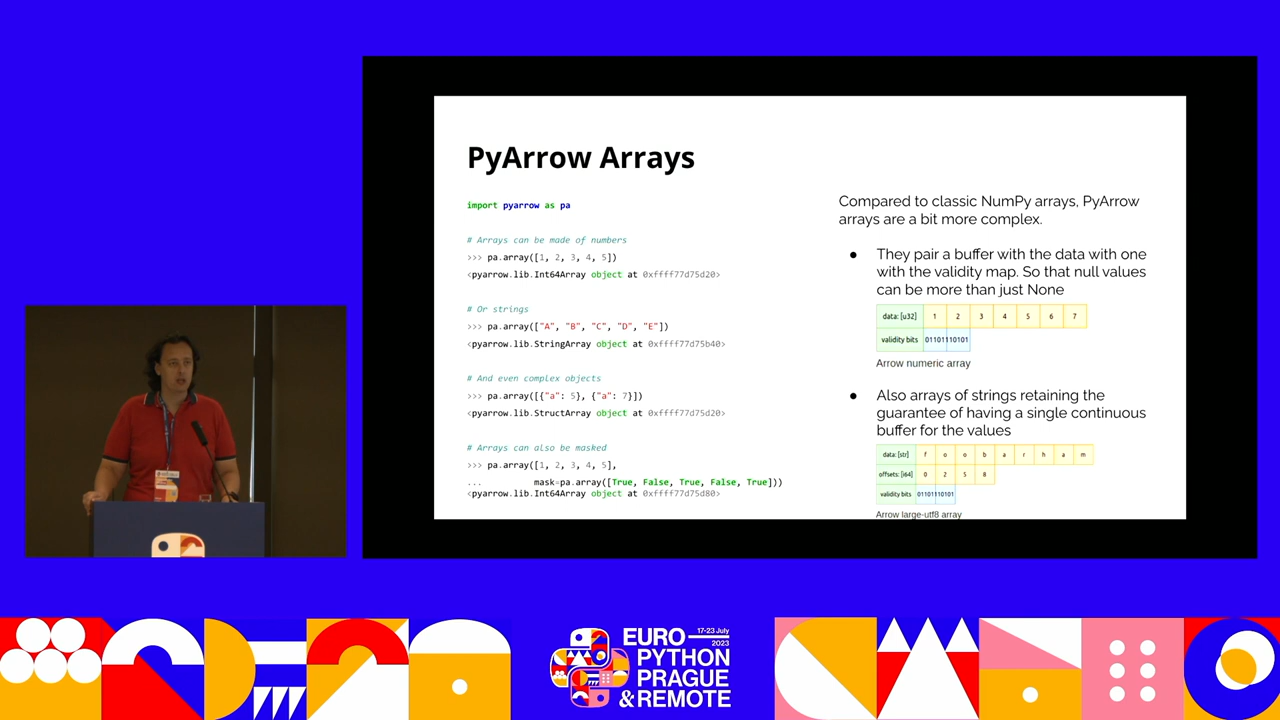 PyArrow Arrays
import pyarrow as pa
# Arrays can be made of numbers
>>> pa.array([1, 2, 3, 4, 5])
<pyarrow.lib.Int64Array object at 0xffff77d75d20>
# Or strings
>>> pa.array(["A", "B", "C", "D", "E"])
<pyarrow.lib.StringArray object at 0xffff77d75b40>
# And even complex objects
>>> pa.array([{"a": 5}, {"a": 7}])
<pyarrow.lib.StructArray object at 0xffff77d75d20>
# Arrays can also be masked
>>> pa.array([1, 2, 3, 4, 5],
... mask=pa.array([True, False, True, False, True]))
<pyarrow.lib.Int64Array object at 0xffff77d75d80>
Compared to classic NumPy arrays, PyArrow
arrays are a bit more complex.
● They pair a buffer with the data with one
with the validity map. So that null values
can be more than just None
data: [u32] 1 2 3 4 5 6 7
validity bits 01101110101
Arrow numeric array
● Also arrays of strings retaining the
guarantee of having a single continuous
buffer for the values
data: [str] f o o b a r h a m
offsets: [i64] 0 2 5 8
validity bits 01101110101
Arrow large-utf8 array
17-23 July
2023
EURO
PYTHON
PRAGUE
& REMOTE